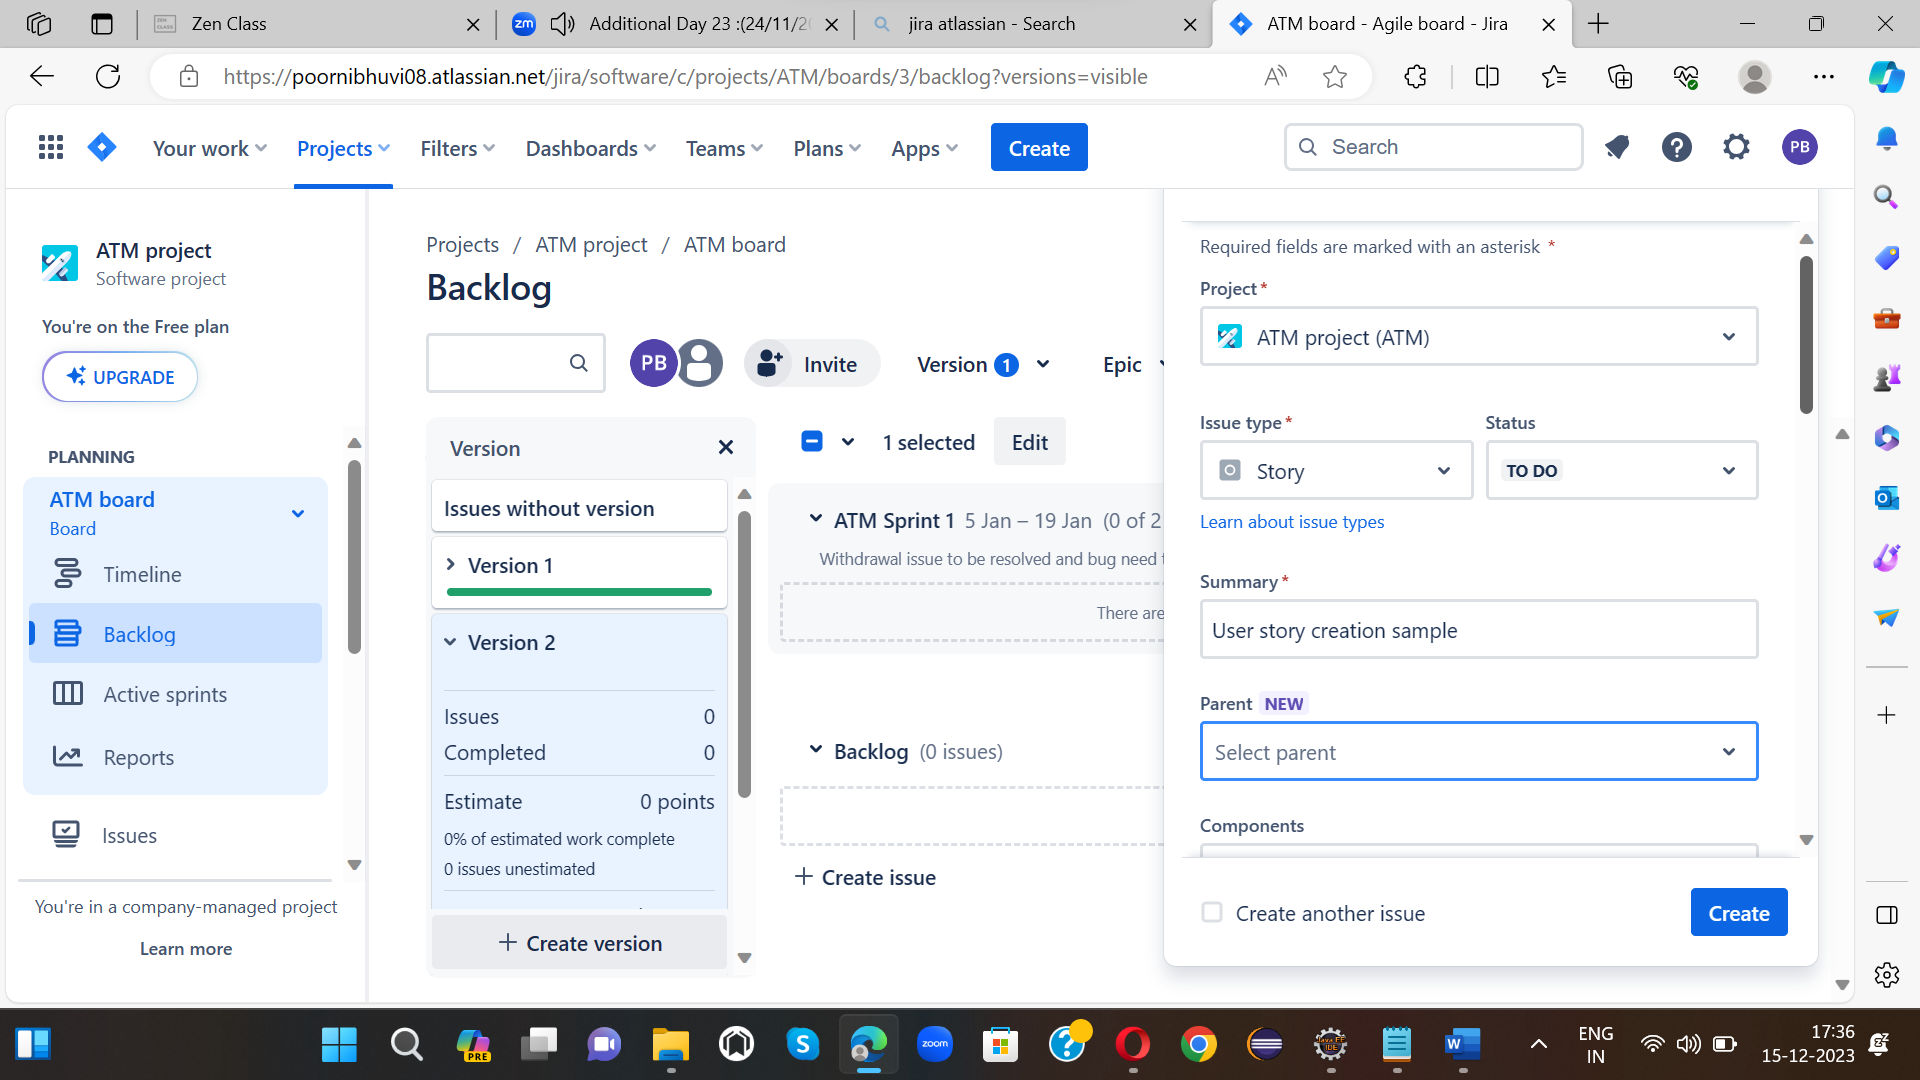 Zen Class
zm
Additional Day 23 :(24/11/20
jira atlassian - Search
ATM board - Agile board - Jira
https://poornibhuvi08.atlassian.net/jira/software/c/projects/ATM/boards/3/backlog?versions=visible
Your work
Projects
Filters
Dashboards
Teams
Plans
Apps
Create
Search
PB
ATM project
Software project
You're on the Free plan
UPGRADE
PLANNING
ATM board
Board
Timeline
Backlog
Active sprints
Reports
Issues
You're in a company-managed project
Learn more
Projects / ATM project / ATM board
Backlog
PB
Invite
Version 1
Epic
Version
Issues without version
Version 1
Version 2
Issues 0
Completed 0
Estimate 0 points
0% of estimated work complete
0 issues unestimated
+ Create version
1 selected
Edit
ATM Sprint 1 5 Jan – 19 Jan (0 of 2
Withdrawal issue to be resolved and bug need t
There are
Backlog (0 issues)
+ Create issue
Required fields are marked with an asterisk *
Project*
ATM project (ATM)
Issue type*
Status
Story
TO DO
Learn about issue types
Summary*
User story creation sample
Parent NEW
Select parent
Components
Create another issue
Create
PRE
zoom
ENG
IN
17:36
15-12-2023